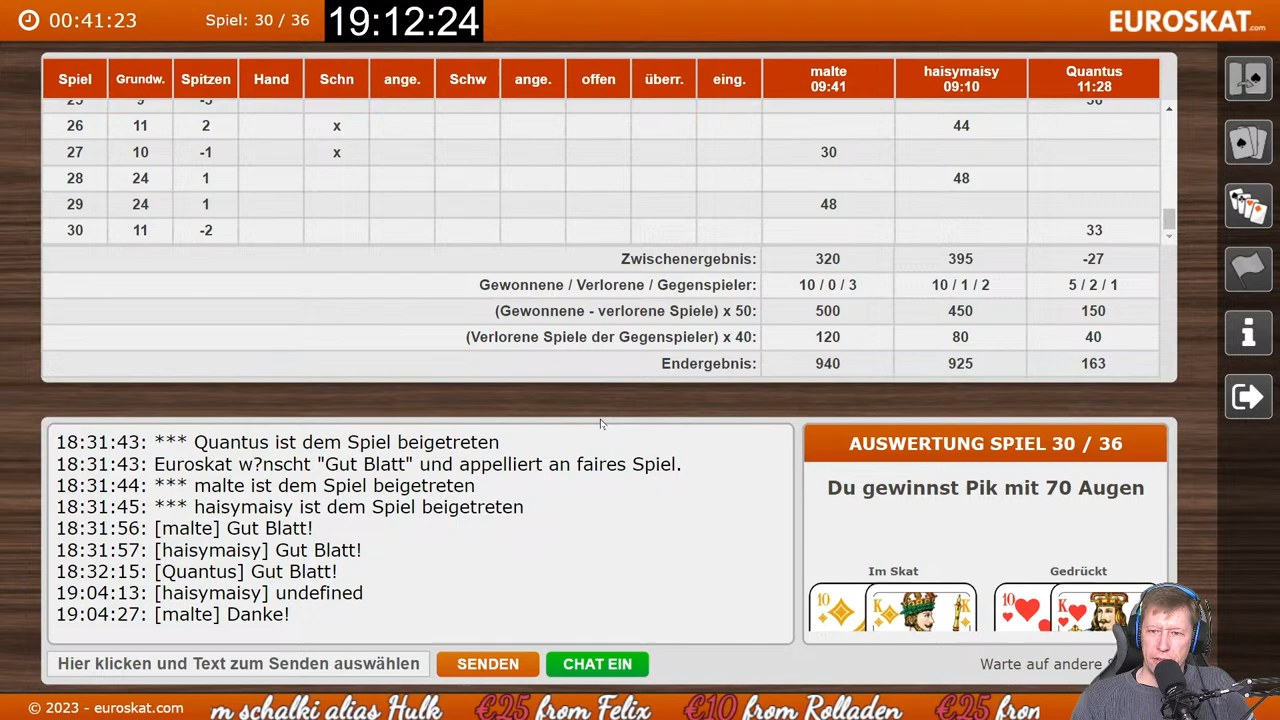 00:41:23 Spiel: 30 / 36 19:12:24 EUROSKAT.com
Spiel Grundw. Spitzen Hand Schn ange. Schw ange. offen überr. eing. malte 09:41 haisymaisy 09:10 Quantus 11:28
26 11 2 x 44
27 10 -1 x 30
28 24 1 48
29 24 1 48
30 11 -2 33
Zwischenergebnis: 320 395 -27
Gewonnene / Verlorene / Gegenspieler: 10 / 0 / 3 10 / 1 / 2 5 / 2 / 1
(Gewonnene - verlorene Spiele) x 50: 500 450 150
(Verlorene Spiele der Gegenspieler) x 40: 120 80 40
Endergebnis: 940 925 163
18:31:43: *** Quantus ist dem Spiel beigetreten
18:31:43: Euroskat w?nscht "Gut Blatt" und appelliert an faires Spiel.
18:31:44: *** malte ist dem Spiel beigetreten
18:31:45: *** haisymaisy ist dem Spiel beigetreten
18:31:56: [malte] Gut Blatt!
18:31:57: [haisymaisy] Gut Blatt!
18:32:15: [Quantus] Gut Blatt!
19:04:13: [haisymaisy] undefined
19:04:27: [malte] Danke!
Hier klicken und Text zum Senden auswählen SENDEN CHAT EIN
AUSWERTUNG SPIEL 30 / 36
Du gewinnst Pik mit 70 Augen
Im Skat Gedrückt
10 K K 10 K
Warte auf andere
© 2023 - euroskat.com m schalki alias Hulk €25 from Felix €10 from Rolladen €25 from